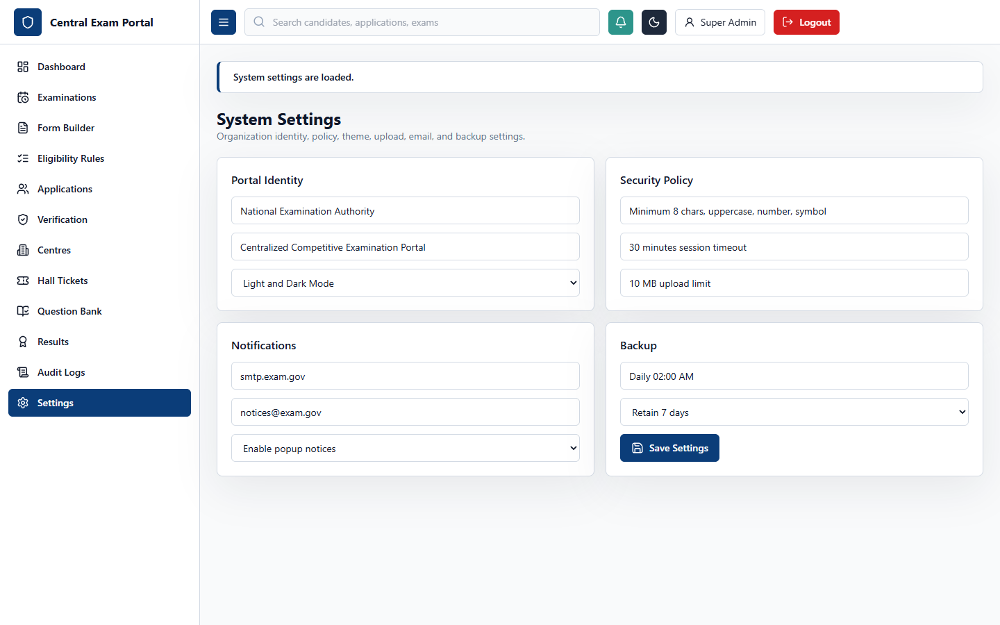 Central Exam Portal
Search candidates, applications, exams
Super Admin
Logout
Dashboard
Examinations
Form Builder
Eligibility Rules
Applications
Verification
Centres
Hall Tickets
Question Bank
Results
Audit Logs
Settings
System settings are loaded.
System Settings
Organization identity, policy, theme, upload, email, and backup settings.
Portal Identity
National Examination Authority
Centralized Competitive Examination Portal
Light and Dark Mode
Security Policy
Minimum 8 chars, uppercase, number, symbol
30 minutes session timeout
10 MB upload limit
Notifications
smtp.exam.gov
notices@exam.gov
Enable popup notices
Backup
Daily 02:00 AM
Retain 7 days
Save Settings